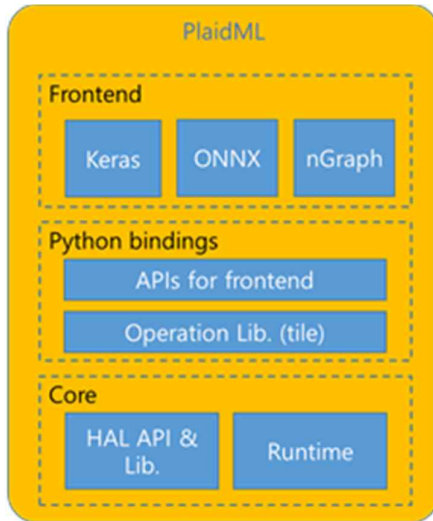 PlaidML
Frontend
Keras
ONNX
nGraph
Python bindings
APIs for frontend
Operation Lib. (tile)
Core
HAL API &
Lib.
Runtime